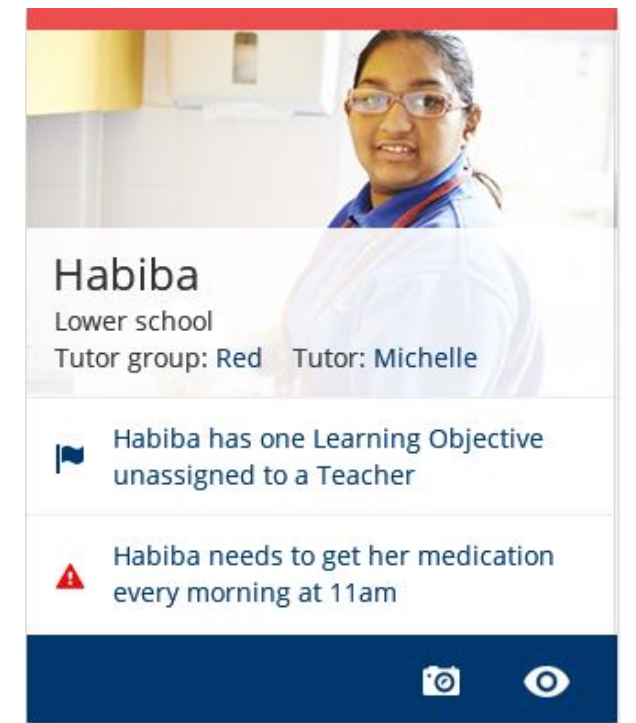 Habiba
Lower school
Tutor group: Red Tutor: Michelle
Habiba has one Learning Objective
unassigned to a Teacher
Habiba needs to get her medication
every morning at 11am